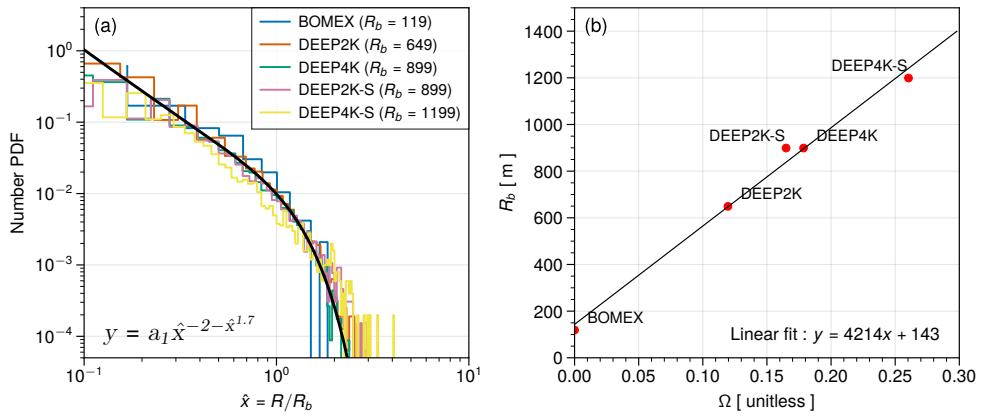 (a)
BOMEX (R_b = 119)
DEEP2K (R_b = 649)
DEEP4K (R_b = 899)
DEEP2K-S (R_b = 899)
DEEP4K-S (R_b = 1199)
Number PDF
10^0
10^{-1}
10^{-2}
10^{-3}
10^{-4}
y = a_1 x̂^{-2-x̂^{1.7}}
10^{-1}
10^0
10^1
x̂ = R/R_b
(b)
R_b [ m ]
1400
1200
1000
800
600
400
200
0
DEEP4K-S
DEEP2K-S
DEEP4K
DEEP2K
BOMEX
Linear fit : y = 4214x + 143
0.00
0.05
0.10
0.15
0.20
0.25
0.30
Ω [ unitless ]